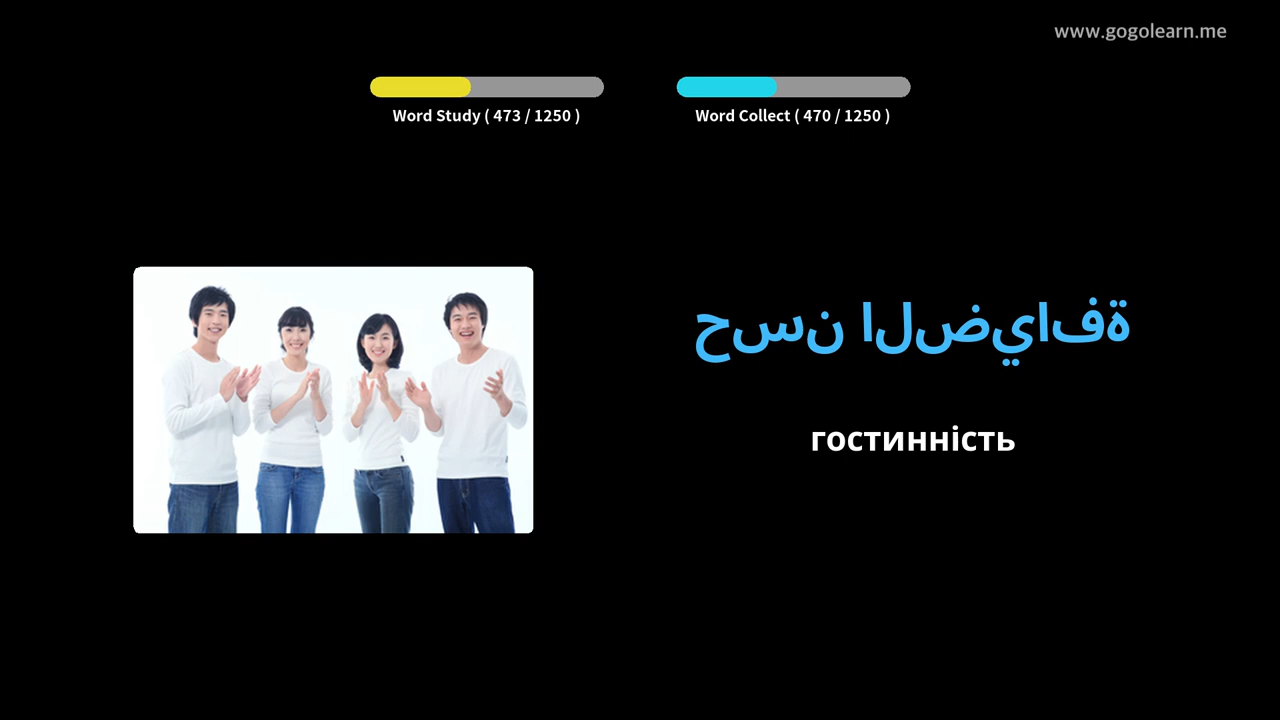 www.gogolearn.me
Word Study ( 473 / 1250 )
Word Collect ( 470 / 1250 )
حسن الضيافة
гостинність